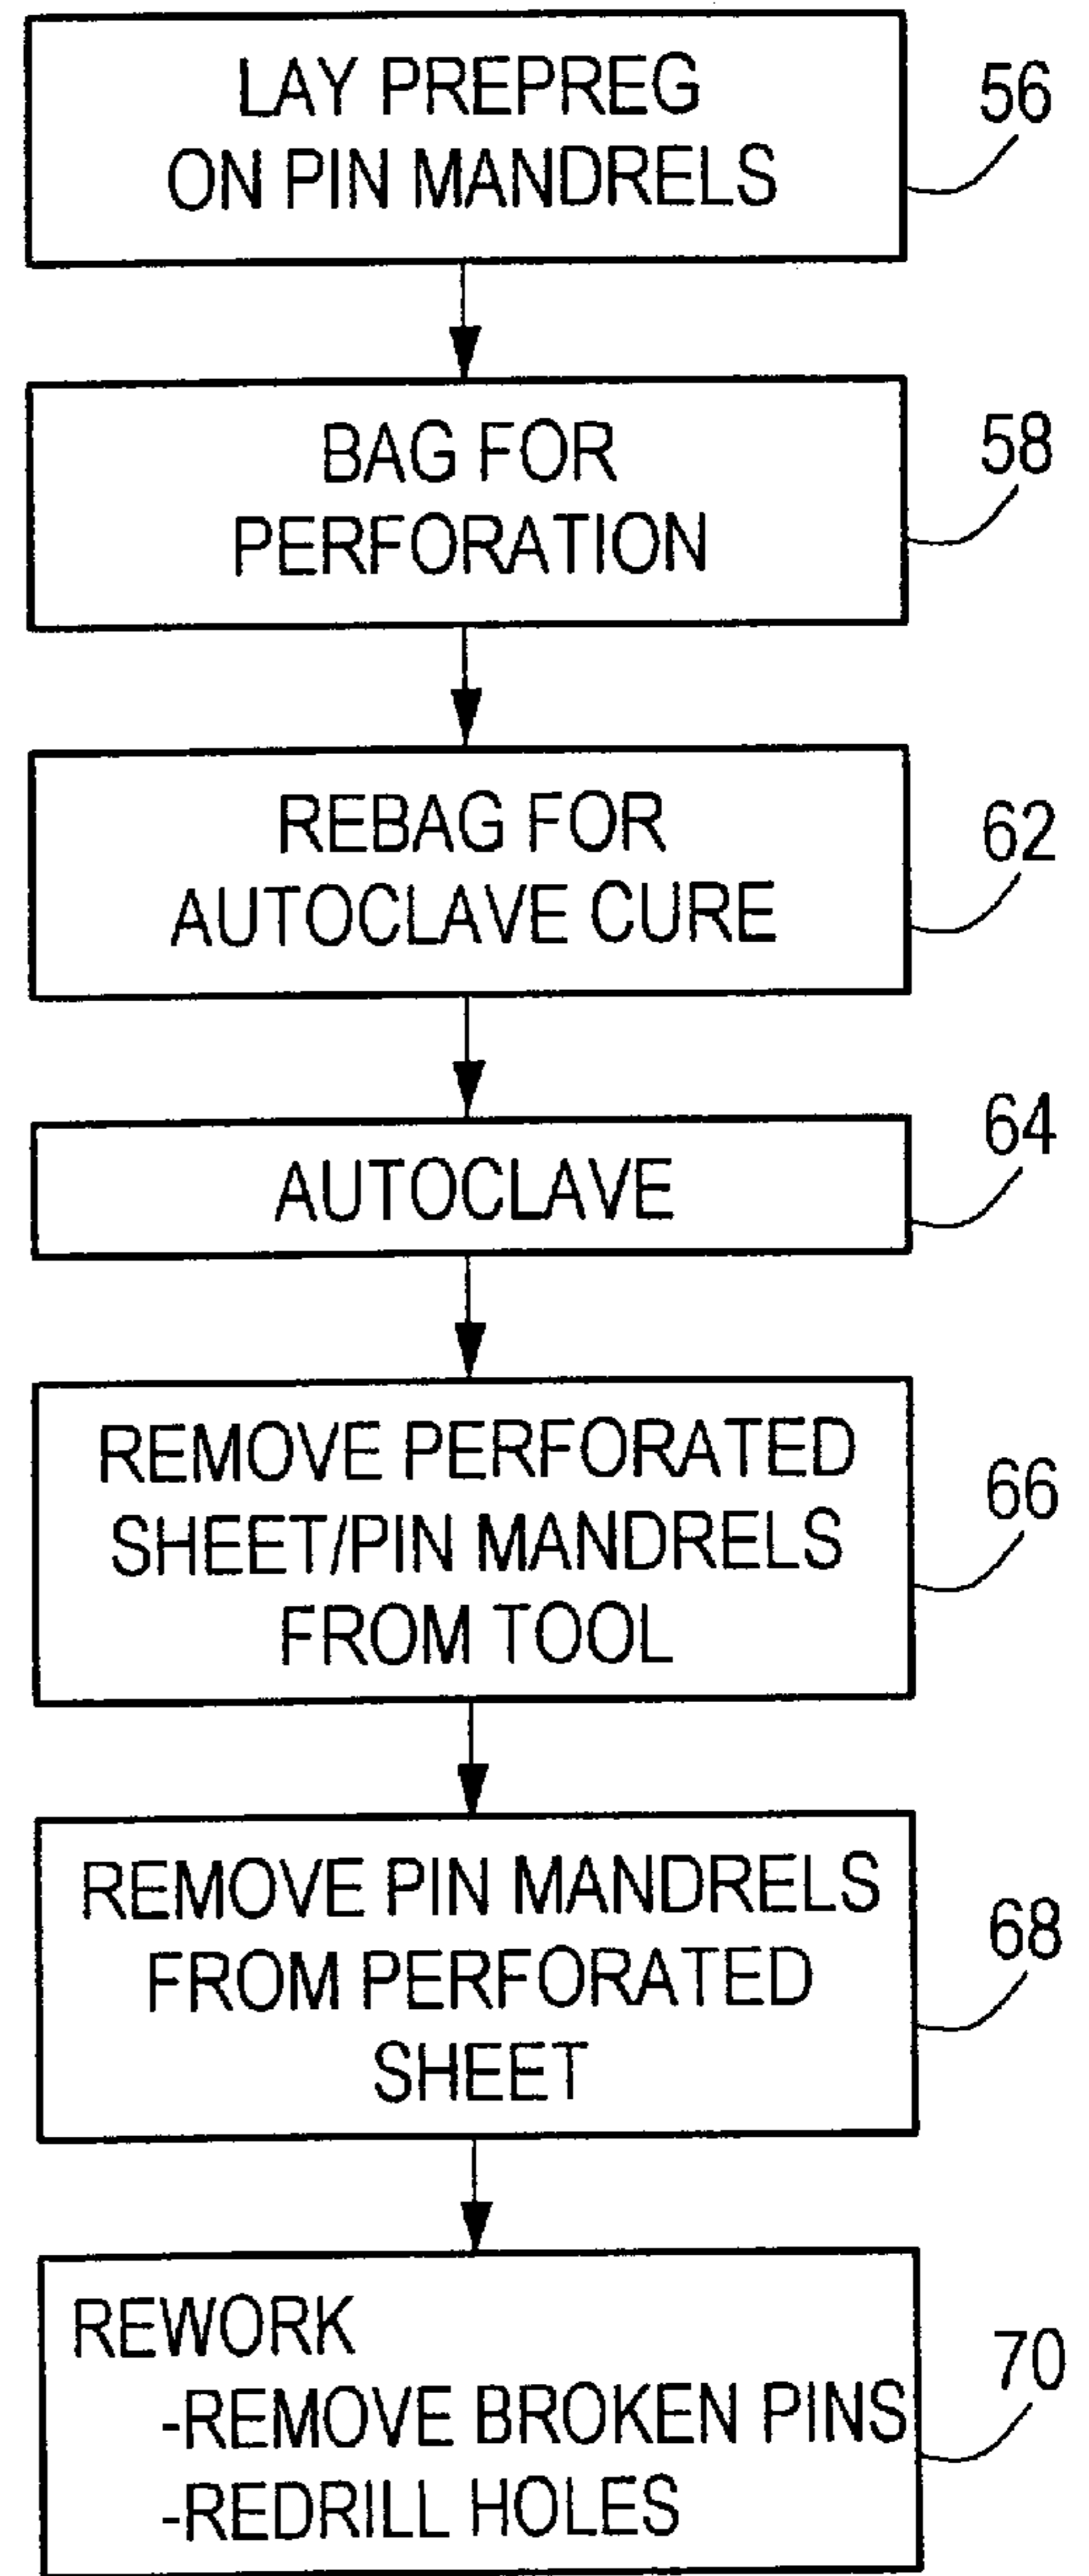 LAY PREPREG
ON PIN MANDRELS
56
BAG FOR
PERFORATION
58
REBAG FOR
AUTOCLAVE CURE
62
AUTOCLAVE
64
REMOVE PERFORATED
SHEET/PIN MANDRELS
FROM TOOL
66
REMOVE PIN MANDRELS
FROM PERFORATED
SHEET
68
REWORK
-REMOVE BROKEN PINS
-REDRILL HOLES
70